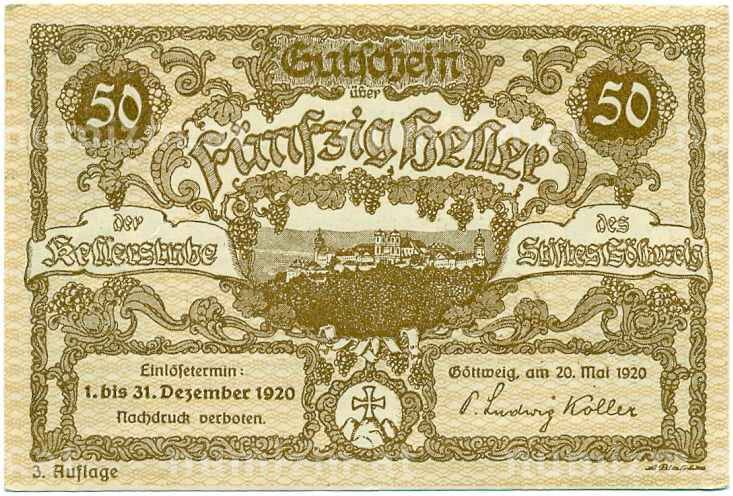 Gutschein
über
50
50
Fünfzig Heller
der
Kellerstube
des
Stiftes Göttweig
Einlösetermin:
1. bis 31. Dezember 1920
Nachdruck verboten.
Göttweig, am 20. Mai 1920
P. Ludwig Koller
3. Auflage